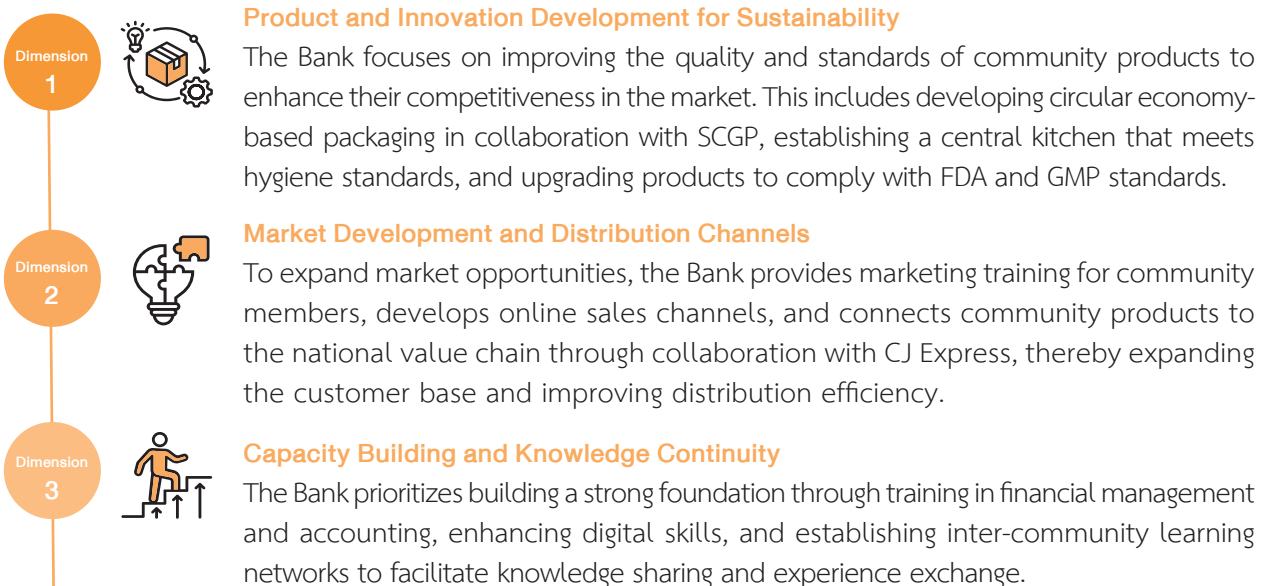 Dimension
1
Product and Innovation Development for Sustainability
The Bank focuses on improving the quality and standards of community products to
enhance their competitiveness in the market. This includes developing circular economy-
based packaging in collaboration with SCGP, establishing a central kitchen that meets
hygiene standards, and upgrading products to comply with FDA and GMP standards.
Dimension
2
Market Development and Distribution Channels
To expand market opportunities, the Bank provides marketing training for community
members, develops online sales channels, and connects community products to
the national value chain through collaboration with CJ Express, thereby expanding
the customer base and improving distribution efficiency.
Dimension
3
Capacity Building and Knowledge Continuity
The Bank prioritizes building a strong foundation through training in financial management
and accounting, enhancing digital skills, and establishing inter-community learning
networks to facilitate knowledge sharing and experience exchange.